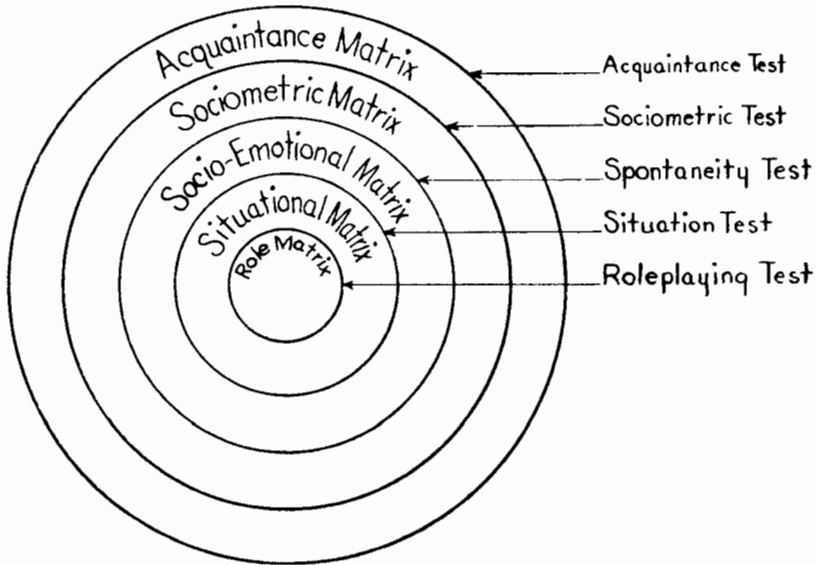 Acquaintance Matrix
Acquaintance Test
Sociometric Matrix
Sociometric Test
Socio-Emotional Matrix
Spontaneity Test
Situational Matrix
Situation Test
Role Matrix
Roleplaying Test